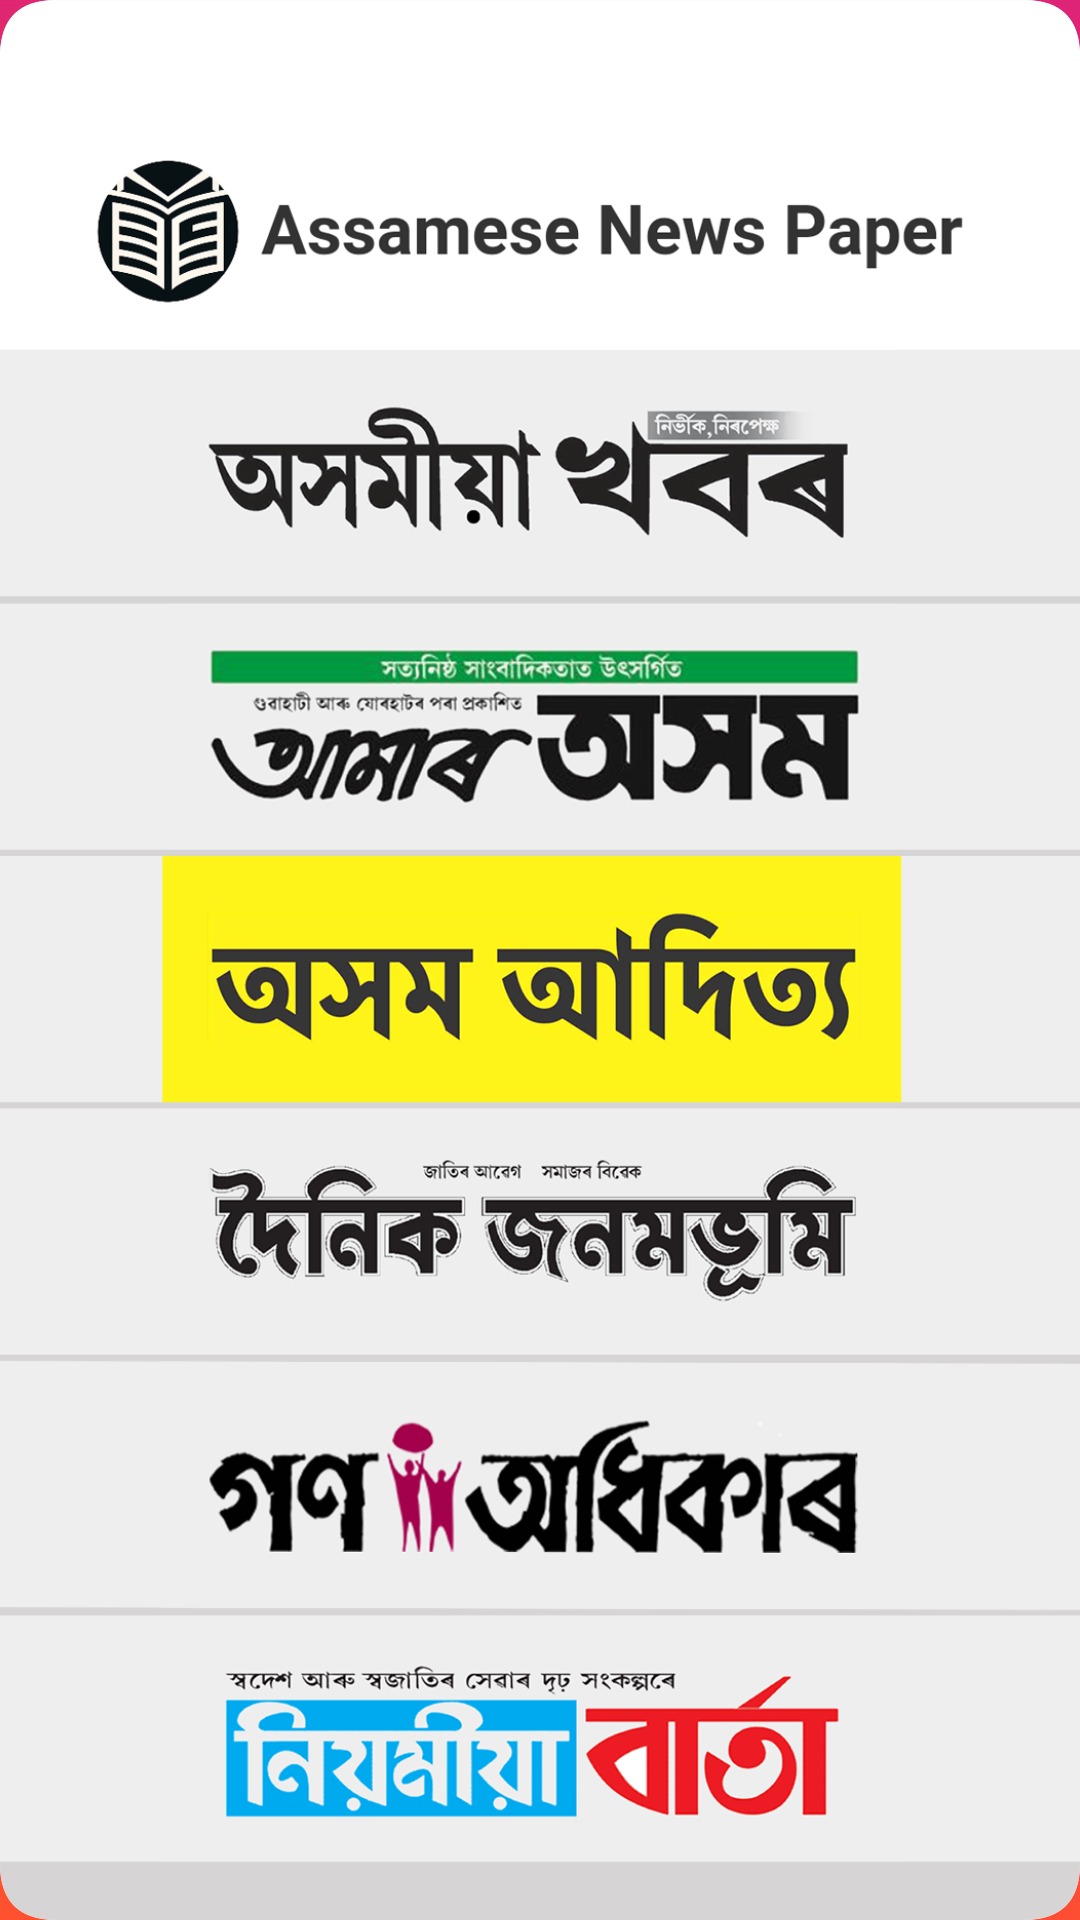 Assamese News Paper
নিৰ্ভীক,নিৰপেক্ষ
অসমীয়া খবৰ
সত্যনিষ্ঠ সাংবাদিকতাত উৎসৰ্গিত
গুৱাহাটী আৰু যোৰহাটৰ পৰা প্ৰকাশিত
আমাৰ অসম
অসম আদিত্য
জাতিৰ আৱেগ সমাজৰ বিৱেক
দৈনিক জনমভূমি
গণ অধিকাৰ
স্বদেশ আৰু স্বজাতিৰ সেৱাৰ দৃঢ় সংকল্পৰে
নিয়মীয়া বাৰ্তা